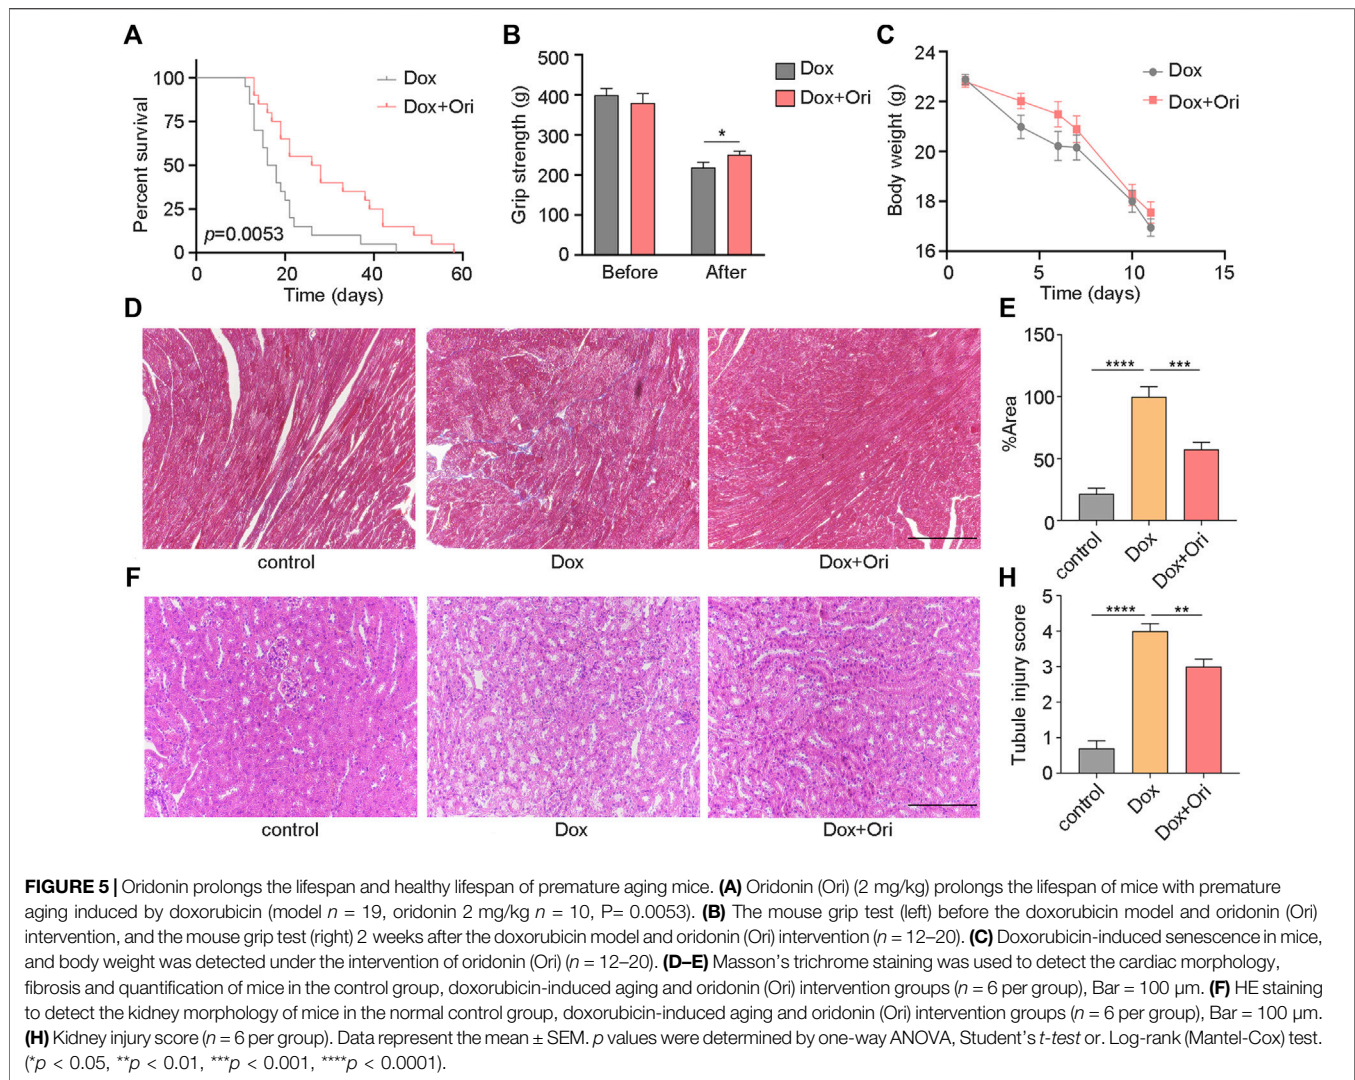 A
Percent survival
100
75
50
25
0
p=0.0053
0 20 40 60
Time (days)
Dox
Dox+Ori
B
Grip strength (g)
500
400
300
200
100
0
*
Before After
Dox
Dox+Ori
C
Body weight (g)
24
22
20
18
16
0 5 10 15
Time (days)
Dox
Dox+Ori
D
control Dox Dox+Ori
E
%Area
150
100
50
0
**** ***
control Dox Dox+Ori
F
control Dox Dox+Ori
H
Tubule injury score
5
4
3
2
1
0
**** **
control Dox Dox+Ori
FIGURE 5 | Oridonin prolongs the lifespan and healthy lifespan of premature aging mice. (A) Oridonin (Ori) (2 mg/kg) prolongs the lifespan of mice with premature
aging induced by doxorubicin (model n = 19, oridonin 2 mg/kg n = 10, P= 0.0053). (B) The mouse grip test (left) before the doxorubicin model and oridonin (Ori)
intervention, and the mouse grip test (right) 2 weeks after the doxorubicin model and oridonin (Ori) intervention (n = 12–20). (C) Doxorubicin-induced senescence in mice,
and body weight was detected under the intervention of oridonin (Ori) (n = 12–20). (D–E) Masson's trichrome staining was used to detect the cardiac morphology,
fibrosis and quantification of mice in the control group, doxorubicin-induced aging and oridonin (Ori) intervention groups (n = 6 per group), Bar = 100 μm. (F) HE staining
to detect the kidney morphology of mice in the normal control group, doxorubicin-induced aging and oridonin (Ori) intervention groups (n = 6 per group), Bar = 100 μm.
(H) Kidney injury score (n = 6 per group). Data represent the mean ± SEM. p values were determined by one-way ANOVA, Student's t-test or. Log-rank (Mantel-Cox) test.
(*p < 0.05, **p < 0.01, ***p < 0.001, ****p < 0.0001).